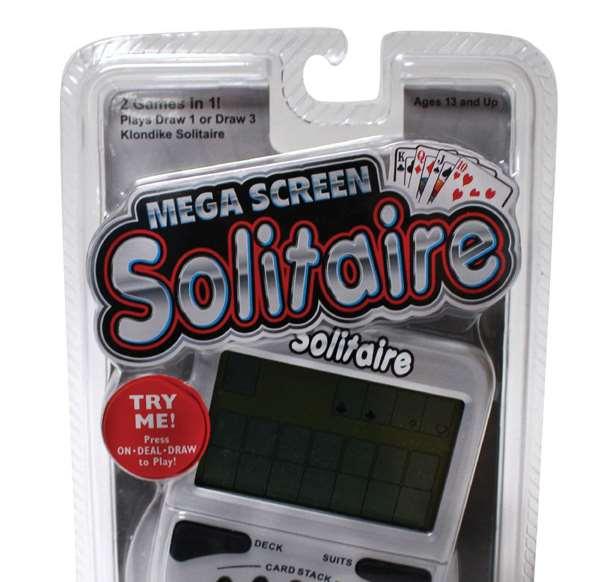 2 Games in 1!
Plays Draw 1 or Draw 3
Klondike Solitaire
Ages 13 and Up
K Q J 10
MEGA SCREEN
Solitaire
Solitaire
TRY
ME!
Press
ON•DEAL•DRAW
to Play!
DECK
SUITS
CARD STACK